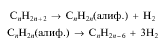 CₙH₂ₙ₊₂ → CₙH₂ₙ(алиф.) + H₂
CₙH₂ₙ(алиф.) → CₙH₂ₙ₋₆ + 3H₂